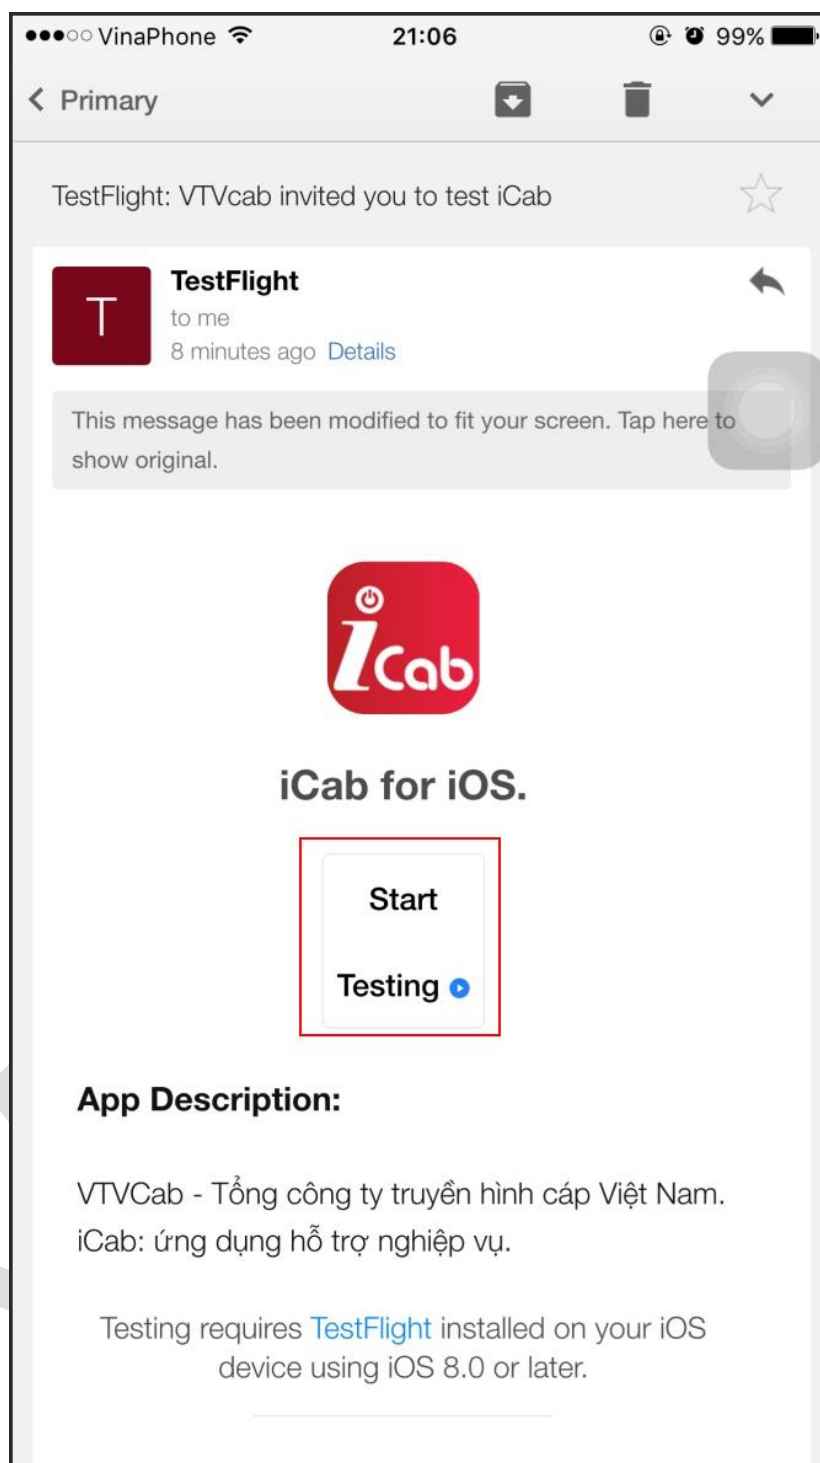 VinaPhone 21:06 99%
Primary
TestFlight: VTVcab invited you to test iCab
T
TestFlight
to me
8 minutes ago Details
This message has been modified to fit your screen. Tap here to
show original.
iCab
iCab for iOS.
Start
Testing
App Description:
VTVCab - Tổng công ty truyền hình cáp Việt Nam.
iCab: ứng dụng hỗ trợ nghiệp vụ.
Testing requires TestFlight installed on your iOS
device using iOS 8.0 or later.